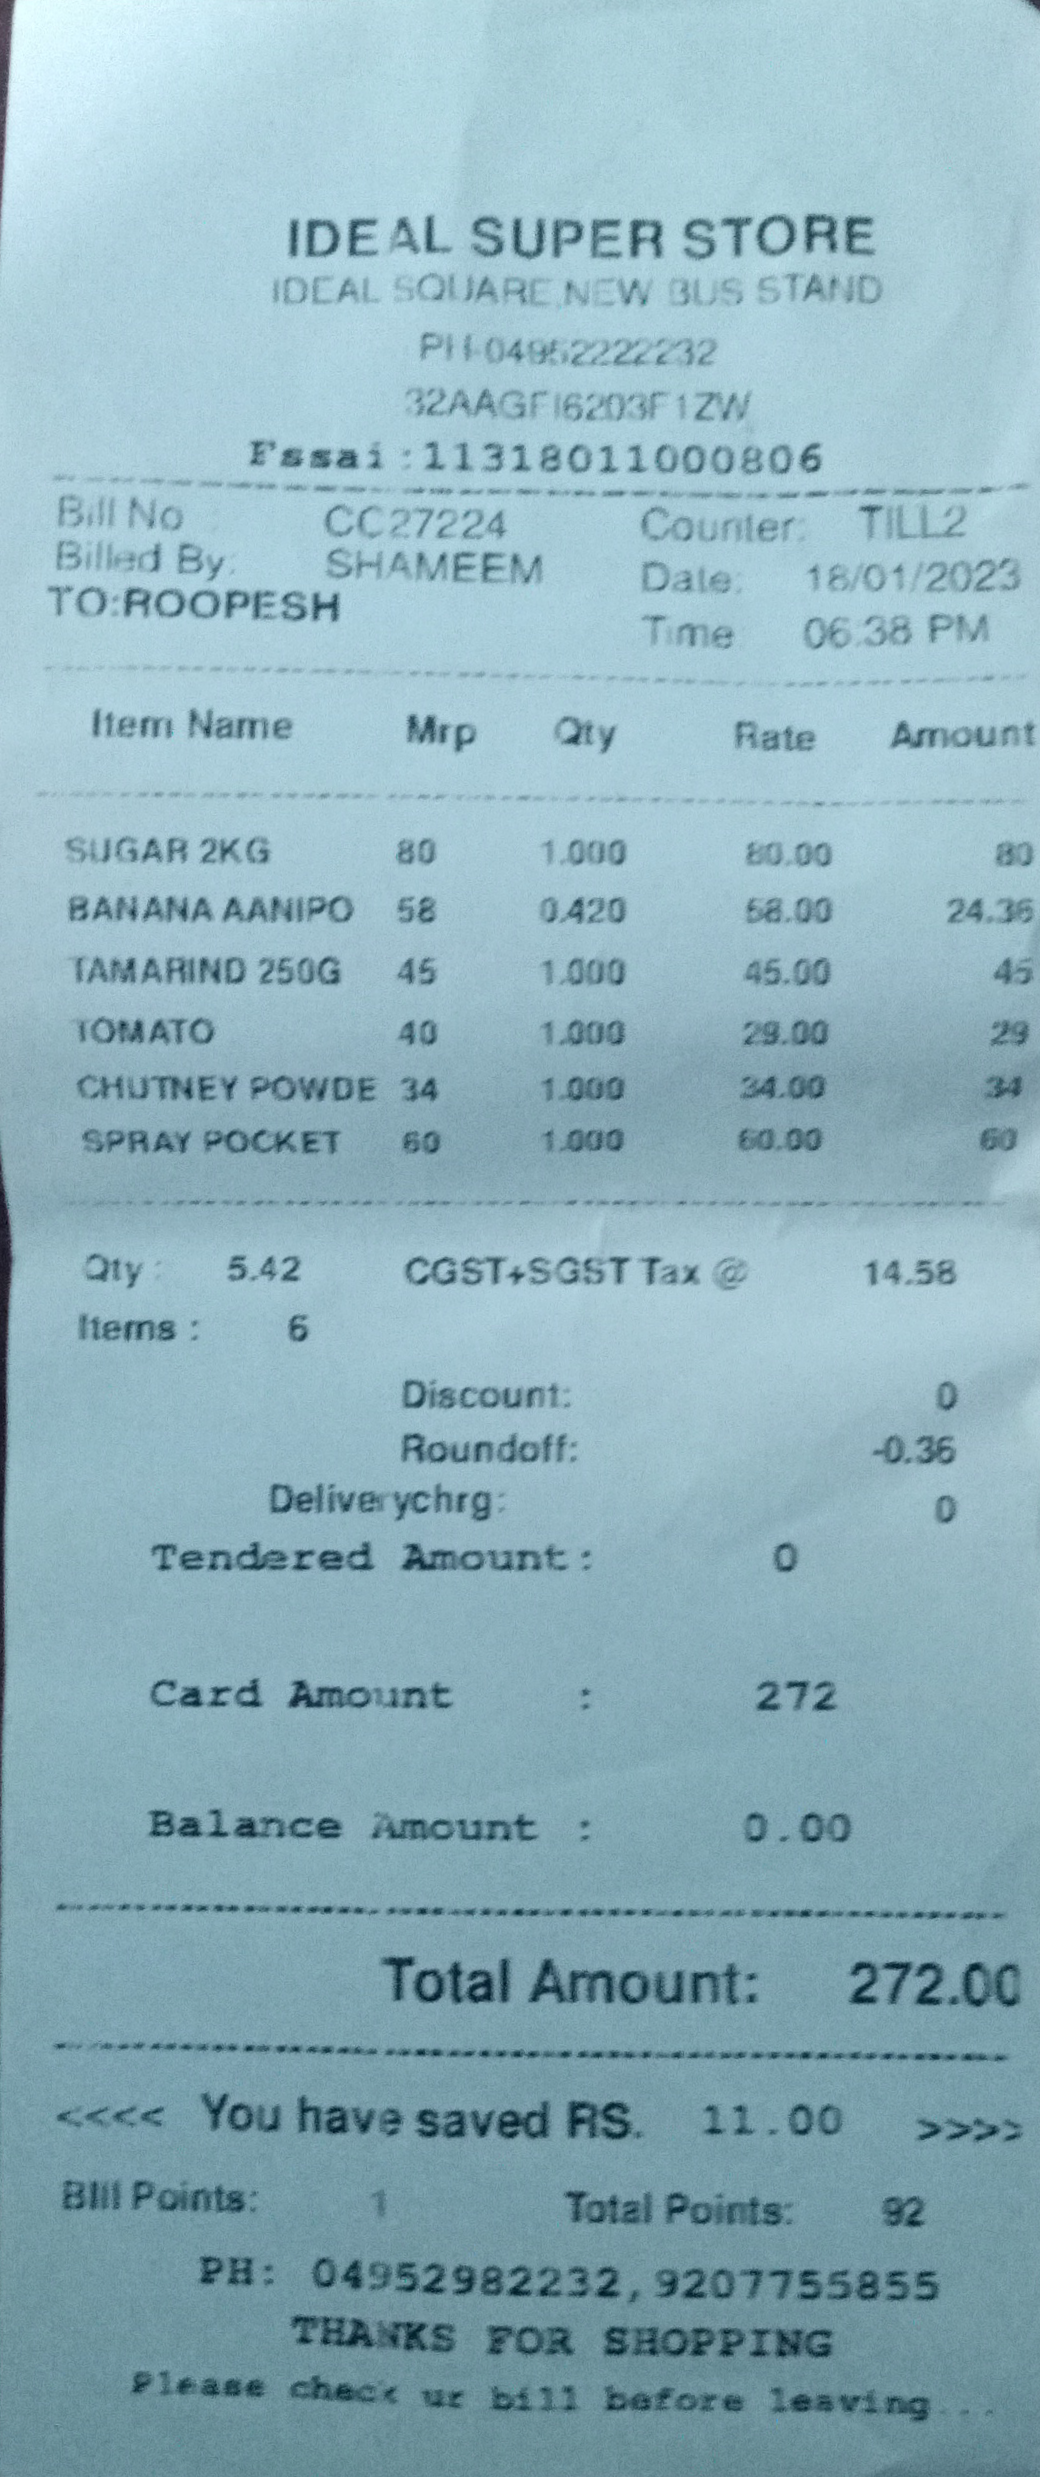 IDEAL SUPER STORE
IDEAL SQUARE,NEW BUS STAND
PH-04952222232
32AAGFI6203F1ZW
Fssai:11318011000806
Bill No : CC27224 Counter: TILL2
Billed By: SHAMEEM Date: 18/01/2023
TO:ROOPESH Time 06.38 PM
Item Name Mrp Qty Rate Amount
SUGAR 2KG 80 1.000 80.00 80
BANANA AANIPO 58 0.420 58.00 24.36
TAMARIND 250G 45 1.000 45.00 45
TOMATO 40 1.000 29.00 29
CHUTNEY POWDE 34 1.000 34.00 34
SPRAY POCKET 60 1.000 60.00 60
Qty : 5.42 CGST+SGST Tax @ 14.58
Items : 6
Discount: 0
Roundoff: -0.36
Deliverychrg: 0
Tendered Amount: 0
Card Amount : 272
Balance Amount : 0.00
Total Amount: 272.00
<<<< You have saved RS. 11.00 >>>>
BIll Points: 1 Total Points: 92
PH: 04952982232,9207755855
THANKS FOR SHOPPING
Please check ur bill before leaving...